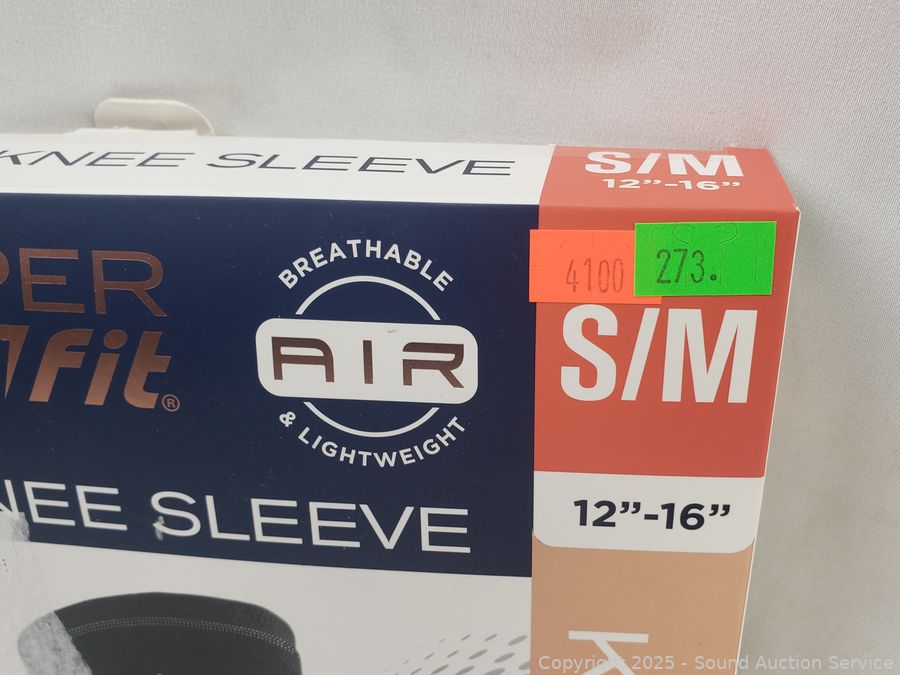 KNEE SLEEVE
S/M
12”-16”
PER
Fit®
BREATHABLE
AIR
& LIGHTWEIGHT
4100
273.
S/M
12”-16”
NEE SLEEVE
K
Copyright © 2025 - Sound Auction Service